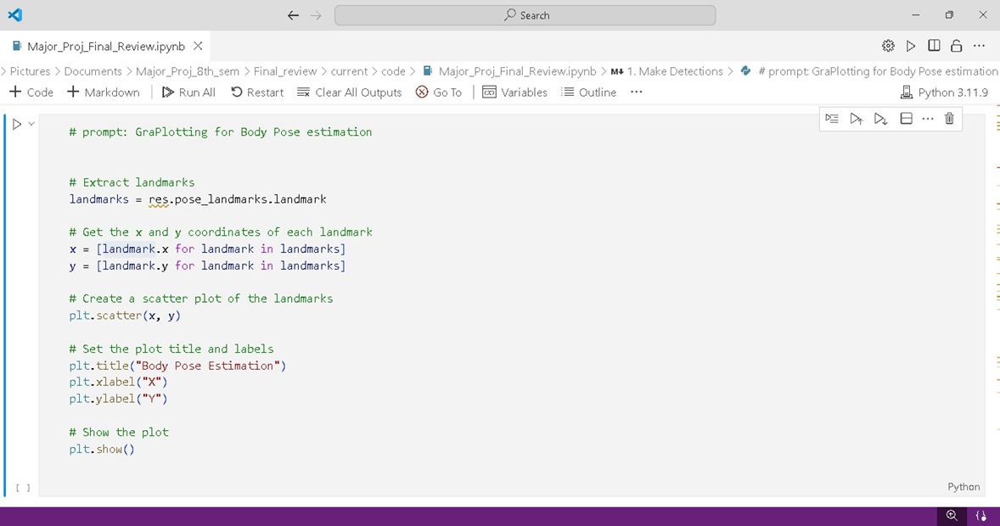 Search
Major_Proj_Final_Review.ipynb
> Pictures > Documents > Major_Proj_8th_sem > Final_review > current > code > Major_Proj_Final_Review.ipynb > M↓ 1. Make Detections > # prompt: GraPlotting for Body Pose estimation
+ Code + Markdown Run All Restart Clear All Outputs Go To Variables Outline ... Python 3.11.9
# prompt: GraPlotting for Body Pose estimation
# Extract landmarks
landmarks = res.pose_landmarks.landmark
# Get the x and y coordinates of each landmark
x = [landmark.x for landmark in landmarks]
y = [landmark.y for landmark in landmarks]
# Create a scatter plot of the landmarks
plt.scatter(x, y)
# Set the plot title and labels
plt.title("Body Pose Estimation")
plt.xlabel("X")
plt.ylabel("Y")
# Show the plot
plt.show()
[ ]
Python